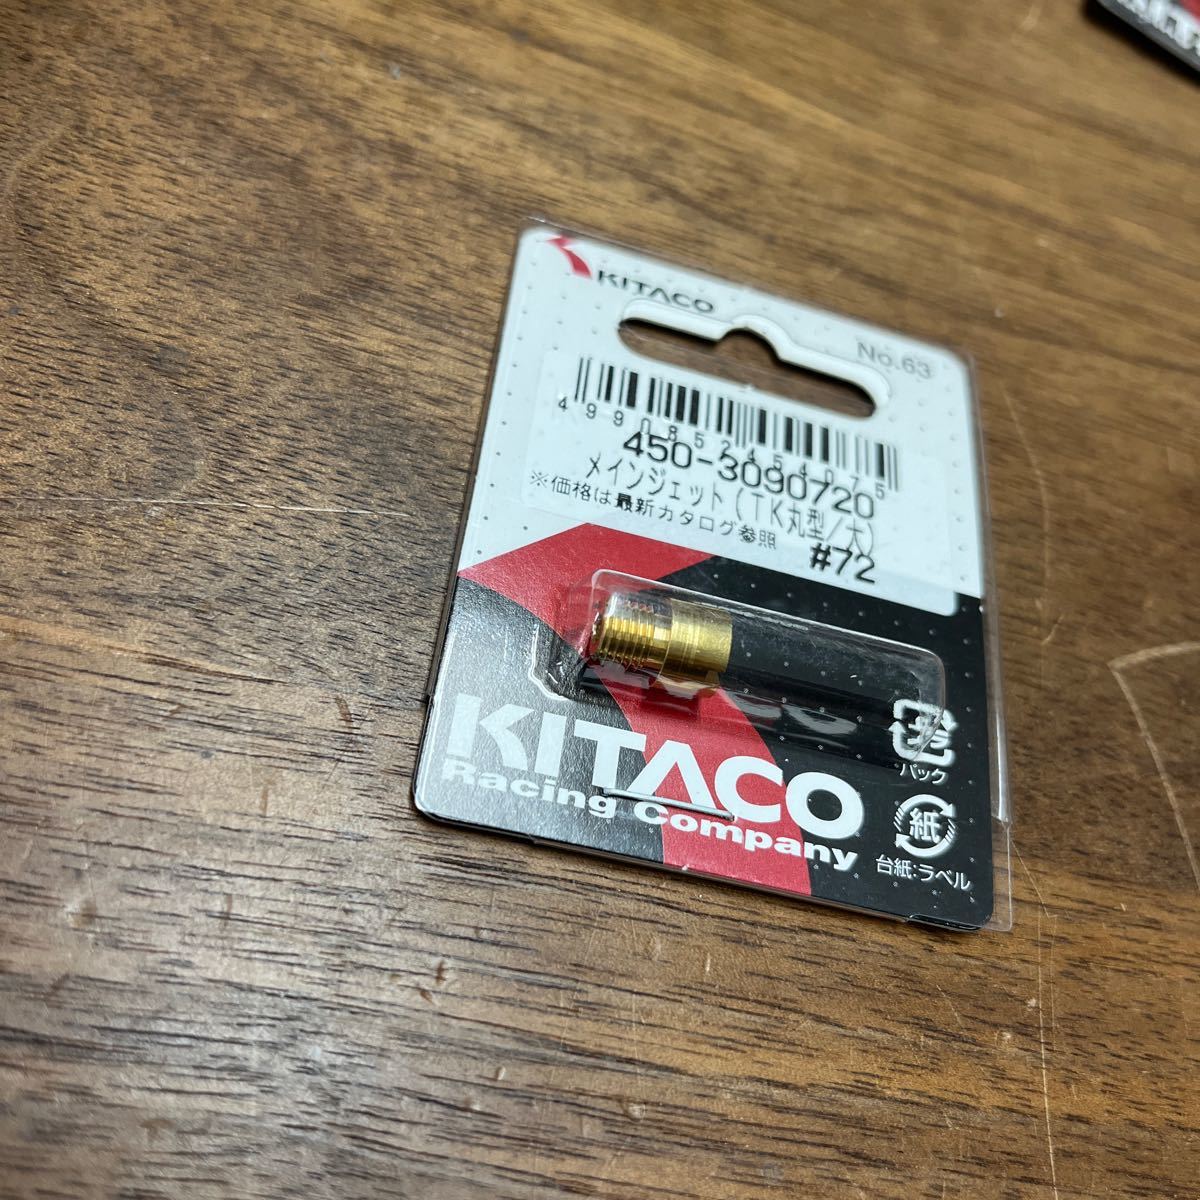 KITACO
No.63
4990852454075
450-3090720
メインジェット(TK丸型/大)
※価格は最新カタログ参照
#72
KITACO
Racing Company
プラ
パック
紙
台紙:ラベル